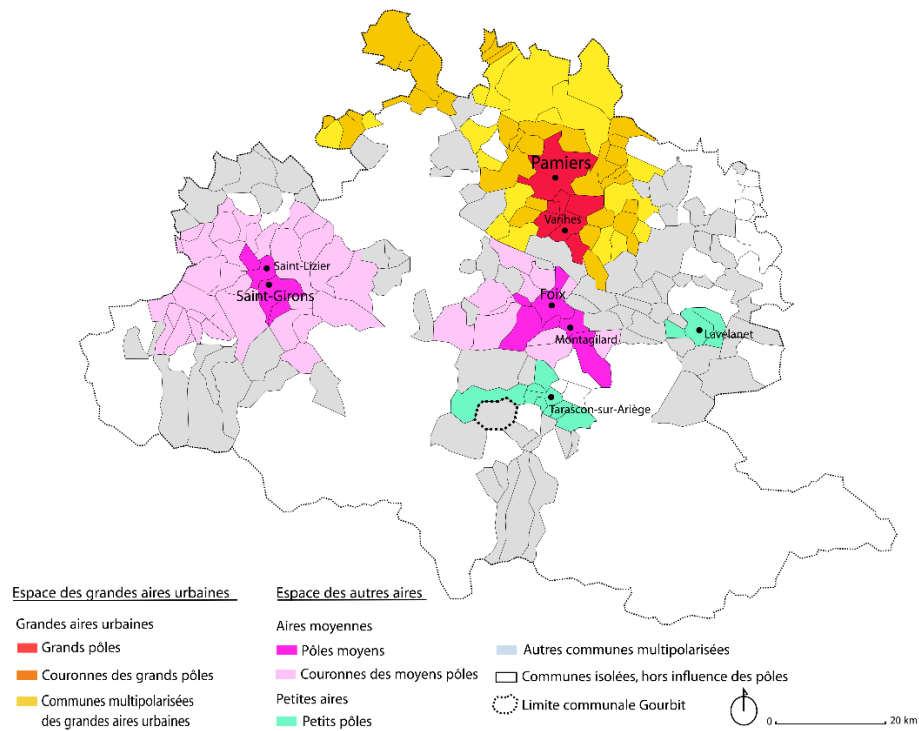 Pamiers
Varihes
Saint-Lizier
Saint-Girons
Foix
Montagilard
Lavelanet
Tarascon-sur-Ariège
Espace des grandes aires urbaines
Grandes aires urbaines
Grands pôles
Couronnes des grands pôles
Communes multipolarisées
des grandes aires urbaines
Espace des autres aires
Aires moyennes
Pôles moyens
Couronnes des moyens pôles
Petites aires
Petits pôles
Autres communes multipolarisées
Communes isolées, hors influence des pôles
Limite communale Gourbit
0 20 km